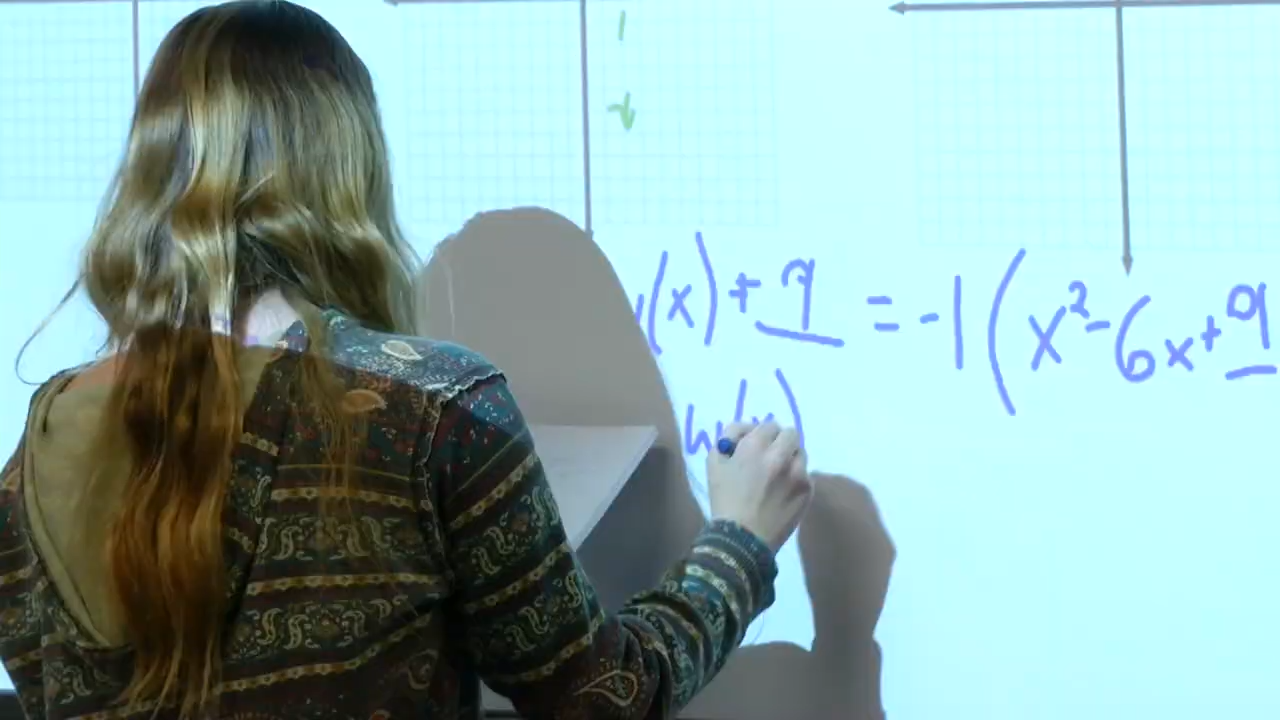 (x) + 9 = -1 (x² - 6x + 9
h(x)